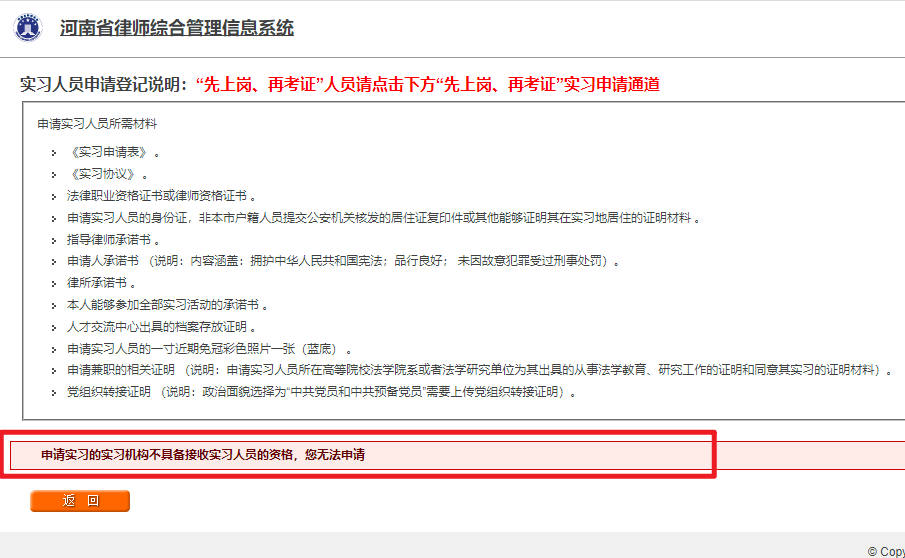 河南省律师综合管理信息系统
实习人员申请登记说明：“先上岗、再考证”人员请点击下方“先上岗、再考证”实习申请通道
申请实习人员所需材料
《实习申请表》 。
《实习协议》 。
法律职业资格证书或律师资格证书 。
申请实习人员的身份证，非本市户籍人员提交公安机关核发的居住证复印件或其他能够证明其在实习地居住的证明材料 。
指导律师承诺书 。
申请人承诺书 （说明：内容涵盖：拥护中华人民共和国宪法；品行良好； 未因故意犯罪受过刑事处罚）。
律所承诺书 。
本人能够参加全部实习活动的承诺书 。
人才交流中心出具的档案存放证明 。
申请实习人员的一寸近期免冠彩色照片一张（蓝底） 。
申请兼职的相关证明 （说明：申请实习人员所在高等院校法学院系或者法学研究单位为其出具的从事法学教育、研究工作的证明和同意其实习的证明材料）。
党组织转接证明 （说明：政治面貌选择为“中共党员和中共预备党员”需要上传党组织转接证明）。
申请实习的实习机构不具备接收实习人员的资格，您无法申请
返 回
© Copy